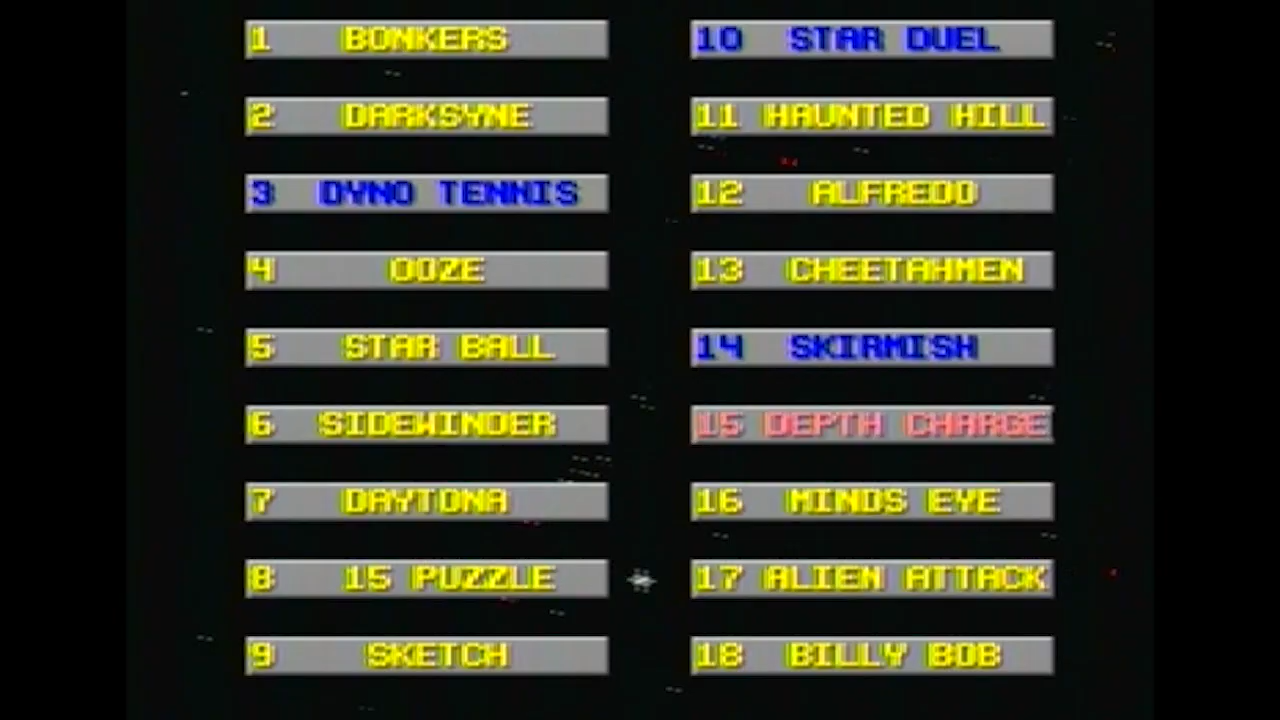 1 BONKERS
2 DARKSYNE
3 DYNO TENNIS
4 OOZE
5 STAR BALL
6 SIDEWINDER
7 DAYTONA
8 15 PUZZLE
9 SKETCH
10 STAR DUEL
11 HAUNTED HILL
12 ALFREDO
13 CHEETAHMEN
14 SKIRMISH
15 DEPTH CHARGE
16 MINDS EYE
17 ALIEN ATTACK
18 BILLY BOB